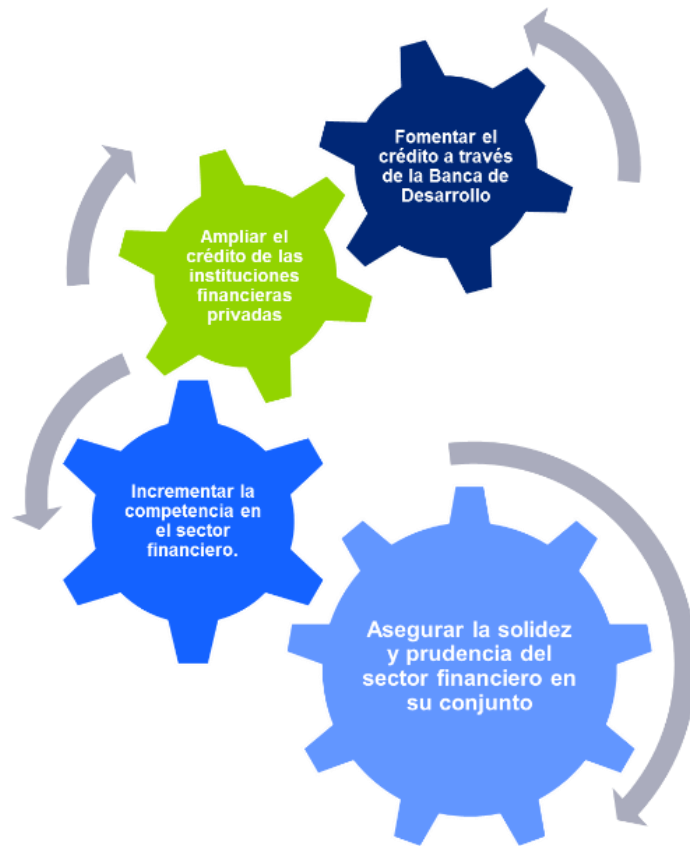 Fomentar el
crédito a través
de la Banca de
Desarrollo
Ampliar el
crédito de las
instituciones
financieras
privadas
Incrementar la
competencia en
el sector
financiero.
Asegurar la solidez
y prudencia del
sector financiero en
su conjunto